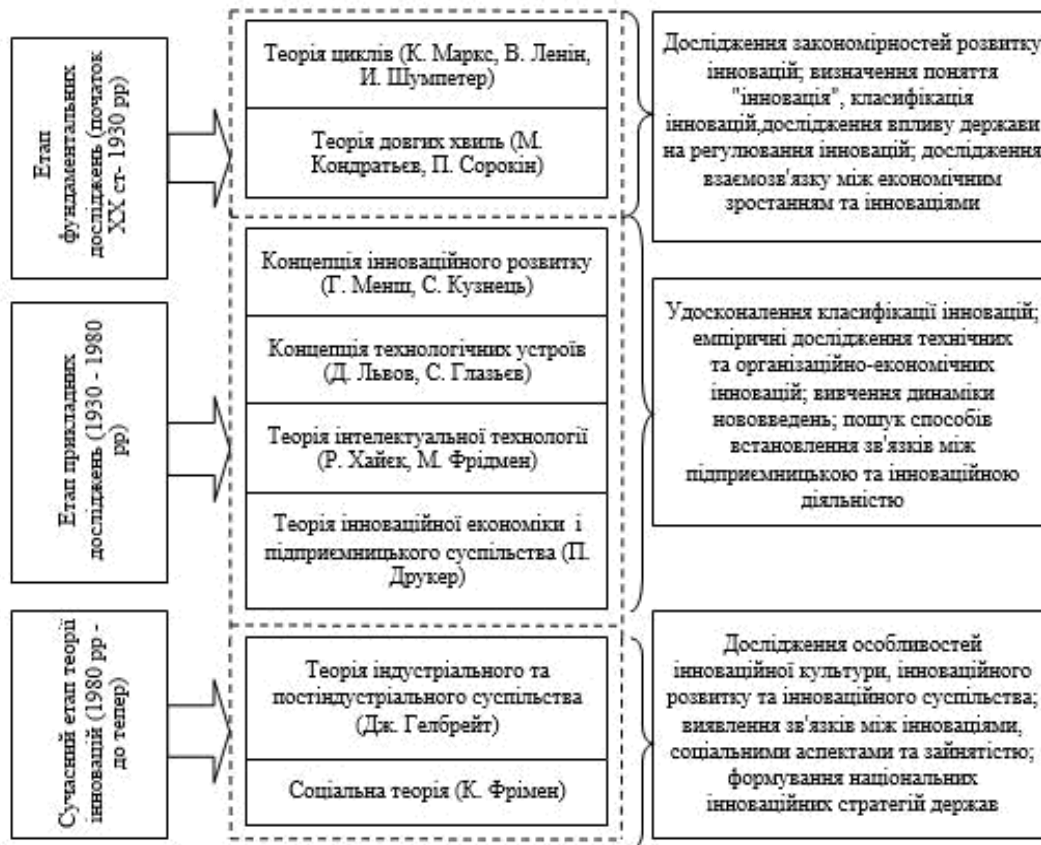 Етап
фундаментальних
досліджень (початок
XX ст- 1930 рр)
Теорія циклів (К. Маркс, В. Ленін,
И. Шумпетер)
Теорія довгих хвиль (М.
Кондратьєв, П. Сорокін)
Дослідження закономірностей розвитку
інновацій; визначення поняття
"інновація", класифікація
інновацій,дослідження впливу держави
на регулювання інновацій; дослідження
взаємозв'язку між економічним
зростанням та інноваціями
Етап прикладних
досліджень (1930 - 1980
рр)
Концепція інноваційного розвитку
(Г. Менш, С. Кузнець)
Концепція технологічних устроїв
(Д. Львов, С. Глазьєв)
Теорія інтелектуальної технології
(Р. Хайєк, М. Фрідмен)
Теорія інноваційної економіки і
підприємницького суспільства (П.
Друкер)
Удосконалення класифікації інновацій;
емпіричні дослідження технічних
та організаційно-економічних
інновацій; вивчення динаміки
нововведень; пошук способів
встановлення зв'язків між
підприємницькою та інноваційною
діяльністю
Сучасний етап теорії
інновацій (1980 рр -
до тепер)
Теорія індустріального та
постіндустріального суспільства
(Дж. Гелбрейт)
Соціальна теорія (К. Фрімен)
Дослідження особливостей
інноваційної культури, інноваційного
розвитку та інноваційного суспільства;
виявлення зв'язків між інноваціями,
соціальними аспектами та зайнятістю;
формування національних
інноваційних стратегій держав